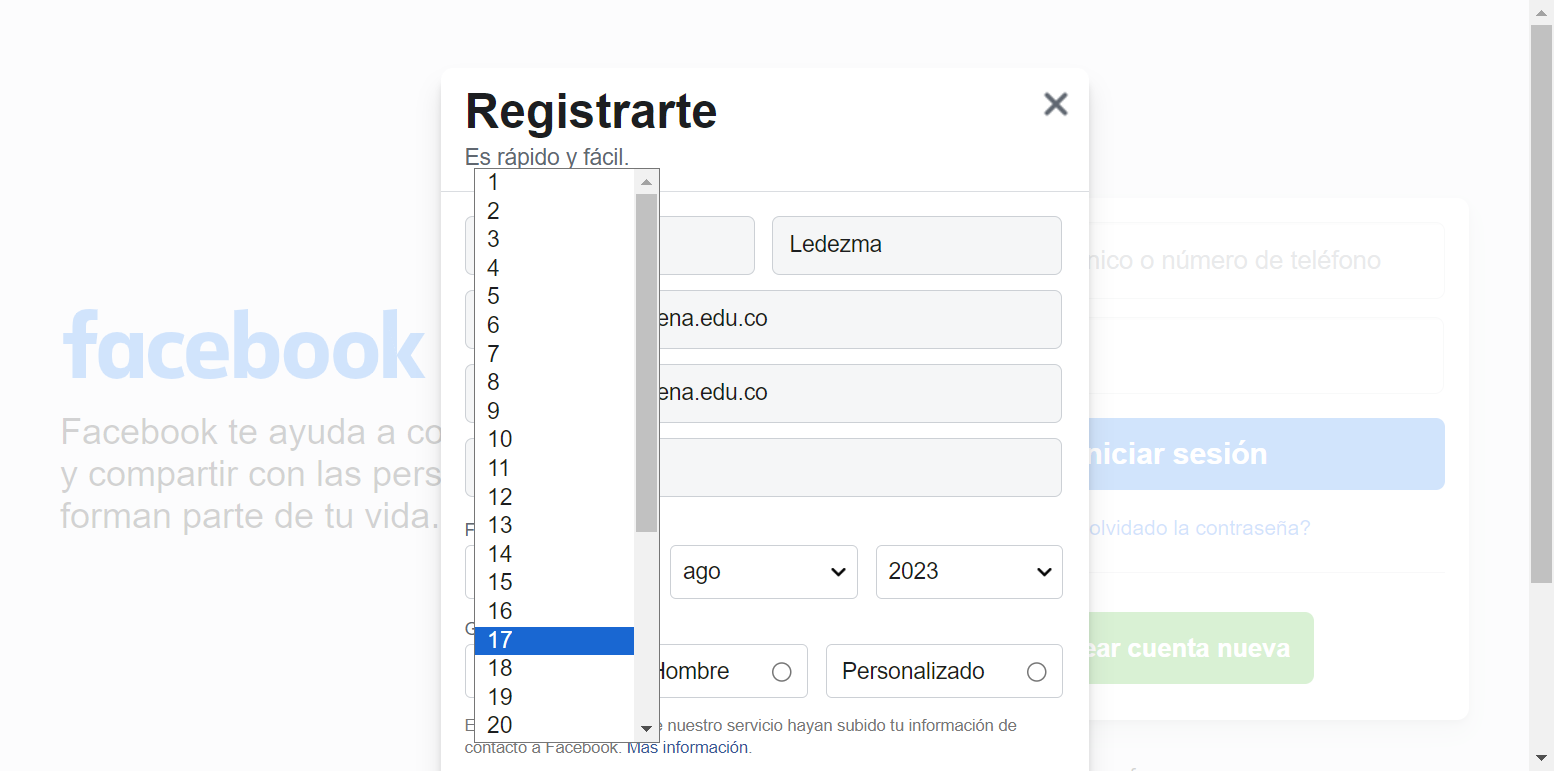 Registrarte
Es rápido y fácil.
Ledezma
ena.edu.co
ena.edu.co
1
2
3
4
5
6
7
8
9
10
11
12
13
14
15
16
17
18
19
20
ago
2023
Hombre
Personalizado
nuestro servicio hayan subido tu información de
contacto a Facebook. Más información.
facebook
Facebook te ayuda a co
y compartir con las pers
forman parte de tu vida.
nico o número de teléfono
niciar sesión
olvidado la contraseña?
ear cuenta nueva